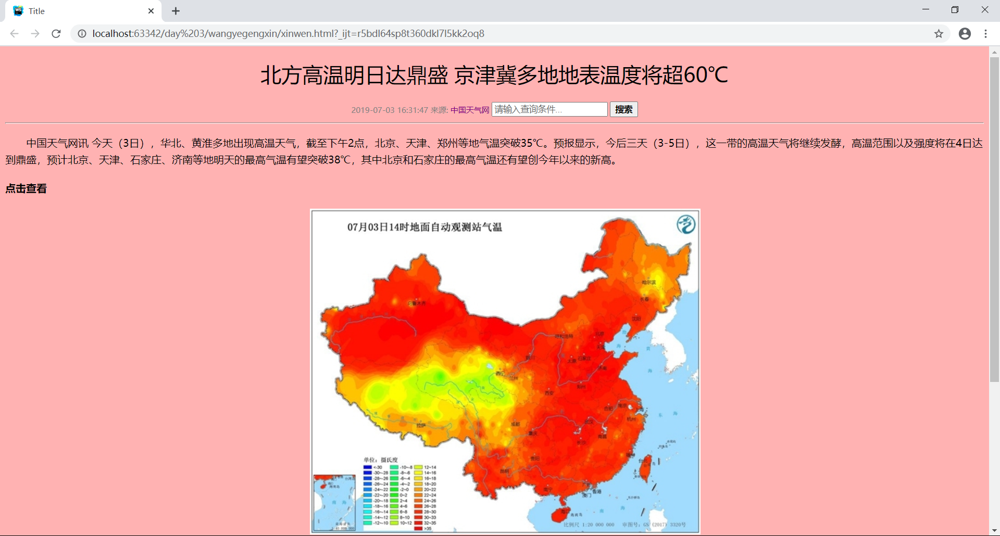 Title
localhost:63342/day%203/wangyegengxin/xinwen.html?_ijt=r5bdl64sp8t360dkl7l5kk2oq8
北方高温明日达鼎盛 京津冀多地地表温度将超60℃
2019-07-03 16:31:47 来源: 中国天气网 请输入查询条件... 搜索
中国天气网讯 今天（3日），华北、黄淮多地出现高温天气，截至下午2点，北京、天津、郑州等地气温突破35℃。预报显示，今后三天（3-5日），这一带的高温天气将继续发酵，高温范围以及强度将在4日达
到鼎盛，预计北京、天津、石家庄、济南等地明天的最高气温有望突破38℃，其中北京和石家庄的最高气温还有望创今年以来的新高。
点击查看
07月03日14时地面自动观测站气温
哈尔滨
长春
乌鲁木齐
沈阳
北京
呼和浩特
天津
渤
海
黄
海
银川
太原 石家庄
济南
西宁
兰州
郑州
西安
合肥 南京
上海
东 海
杭州
武汉
成都
拉萨
重庆
南昌
长沙
贵阳
福州
台北
昆明
南宁
香港
澳门
海口
海南岛
南 海
单位：摄氏度
<-30 -10~-8 12~14
-30~-28 -8~-6 14~16
-28~-26 -6~-4 16~18
-26~-24 -4~-2 18~20
-24~-22 -2~0 20~22
-22~-20 0~2 22~24
-20~-18 2~4 24~26
-18~-16 4~6 26~28
-16~-14 6~8 28~30
-14~-12 8~10 30~33
-12~-10 10~12 32~35
>35
比例尺 1:20 000 000 审图号：GS (2017) 3320号